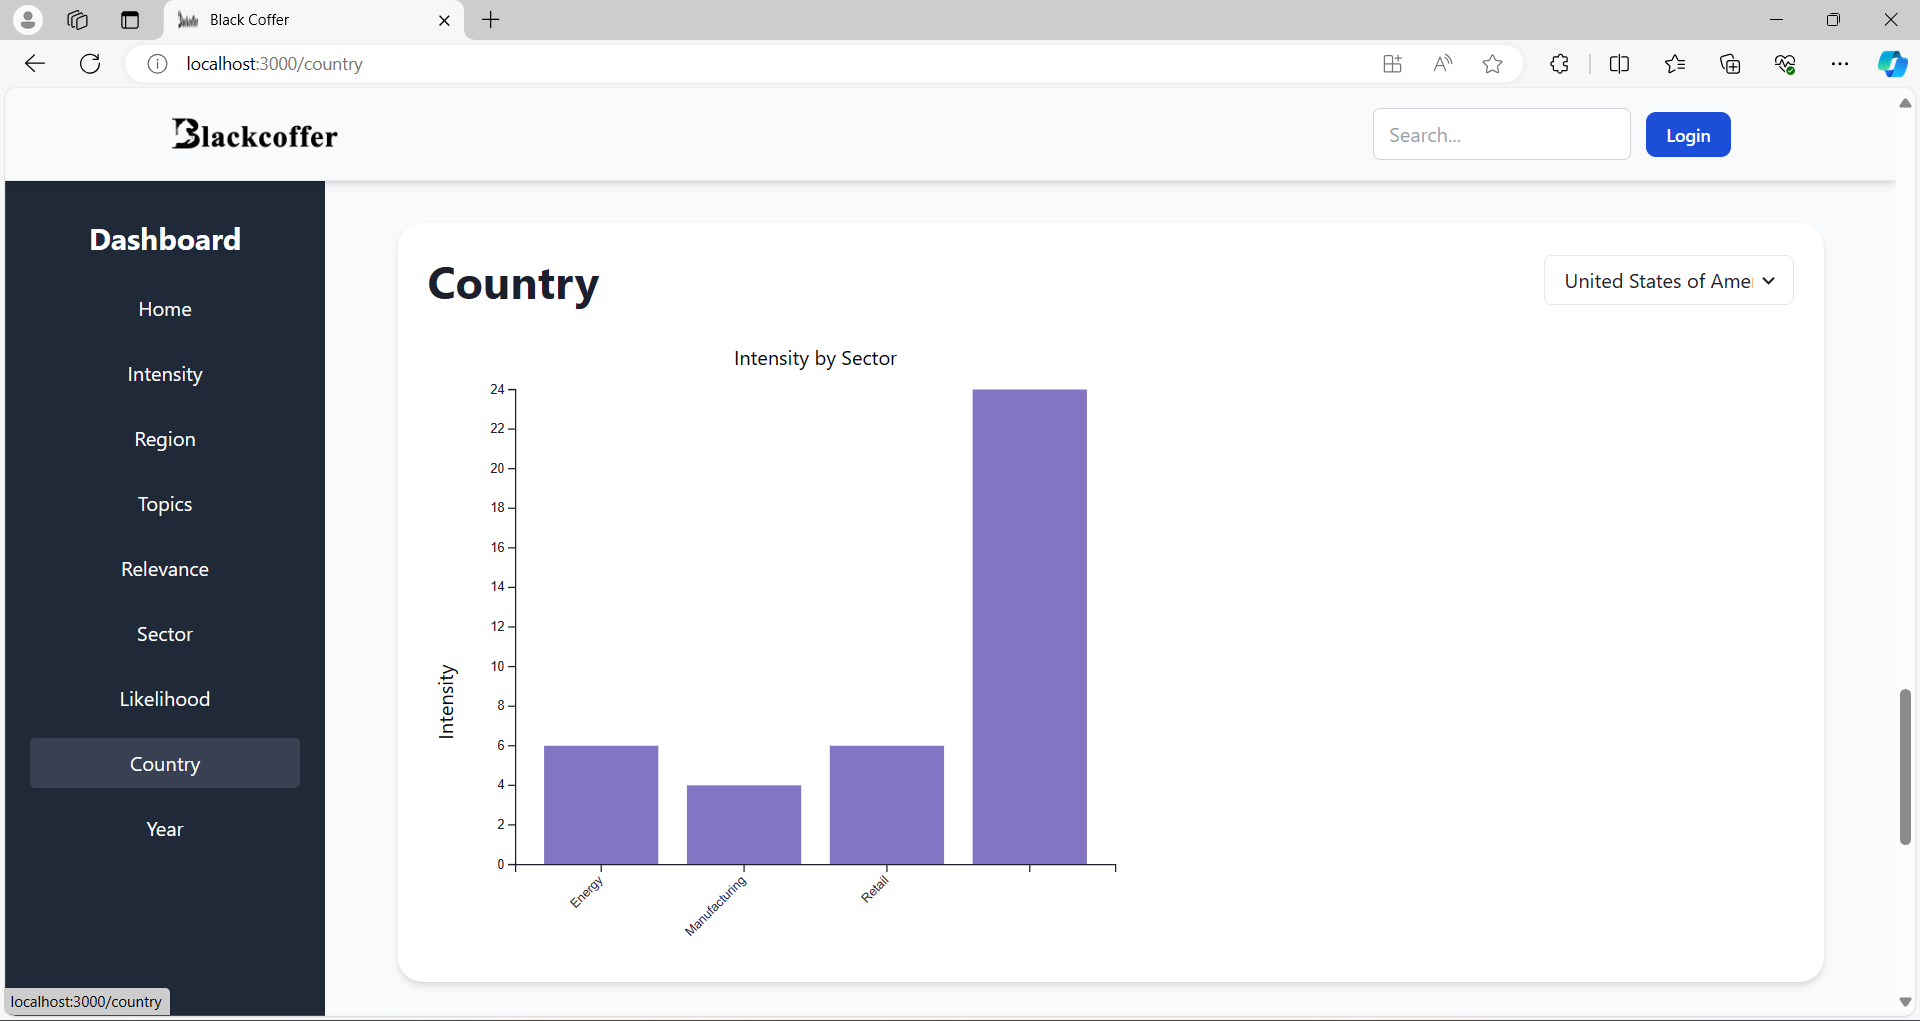 Black Coffer
localhost:3000/country
Blackcoffer
Search...
Login
Dashboard
Home
Intensity
Region
Topics
Relevance
Sector
Likelihood
Country
Year
Country
United States of Amer
Intensity by Sector
Intensity
24
22
20
18
16
14
12
10
8
6
4
2
0
Energy
Manufacturing
Retail
localhost:3000/country